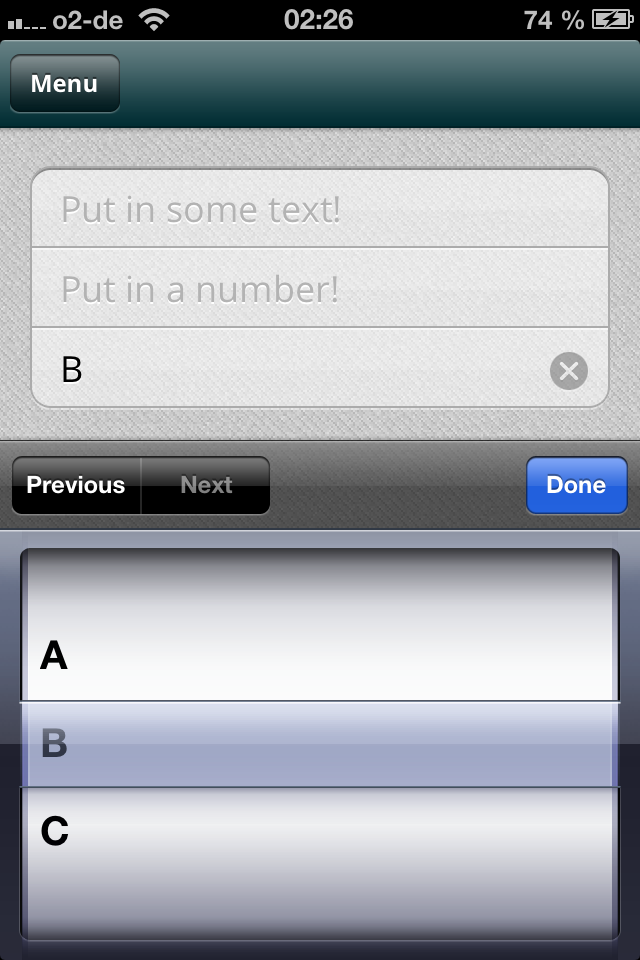 o2-de 02:26 74 %
Menu
Put in some text!
Put in a number!
B
Previous Next Done
A
B
C